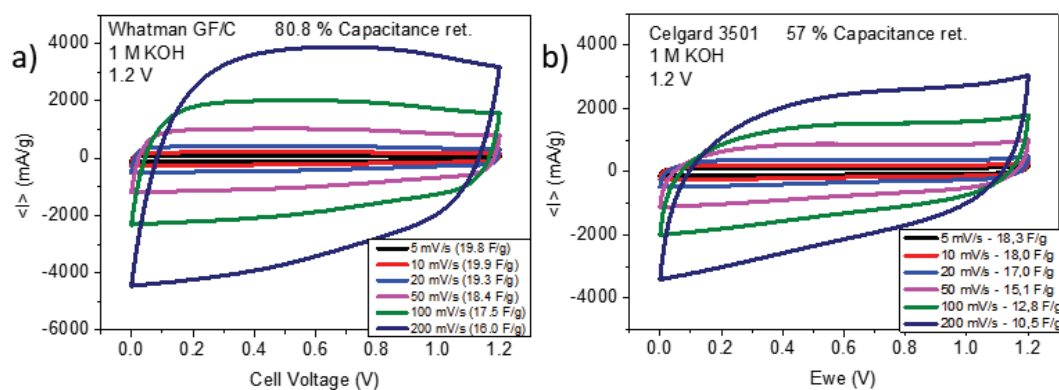 a)
Whatman GF/C 80.8 % Capacitance ret.
1 M KOH
1.2 V
4000
2000
0
-2000
-4000
-6000
<I> (mA/g)
5 mV/s (19.8 F/g)
10 mV/s (19.9 F/g)
20 mV/s (19.3 F/g)
50 mV/s (18.4 F/g)
100 mV/s (17.5 F/g)
200 mV/s (16.0 F/g)
0.0 0.2 0.4 0.6 0.8 1.0 1.2
Cell Voltage (V)
b)
Celgard 3501 57 % Capacitance ret.
1 M KOH
1.2 V
4000
2000
0
-2000
-4000
<I> (mA/g)
5 mV/s - 18,3 F/g
10 mV/s - 18,0 F/g
20 mV/s - 17,0 F/g
50 mV/s - 15,1 F/g
100 mV/s - 12,8 F/g
200 mV/s - 10,5 F/g
0.0 0.2 0.4 0.6 0.8 1.0 1.2
Ewe (V)